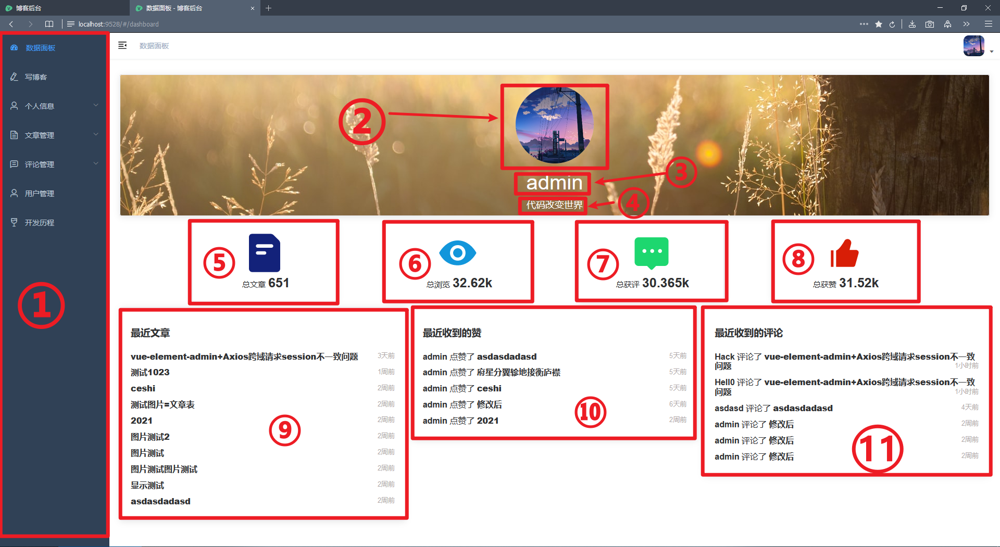 博客后台
数据面板 - 博客后台
localhost:9528/#/dashboard
数据面板
写博客
个人信息
文章管理
评论管理
用户管理
开发历程
①
数据面板
②
admin
③
代码改变世界
④
⑤
总文章 651
⑥
总浏览 32.62k
⑦
总获评 30.365k
⑧
总获赞 31.52k
最近文章
vue-element-admin+Axios跨域请求session不一致问题 3天前
测试1023 1周前
ceshi 2周前
测试图片=文章表 2周前
2021 2周前
图片测试2 2周前
图片测试 2周前
图片测试图片测试 2周前
显示测试 2周前
asdasdadasd 2周前
⑨
最近收到的赞
admin 点赞了 asdasdadasd 5天前
admin 点赞了 府星分翼轸地接衡庐襟 5天前
admin 点赞了 ceshi 5天前
admin 点赞了 修改后 6天前
admin 点赞了 2021 2周前
⑩
最近收到的评论
Hack 评论了 vue-element-admin+Axios跨域请求session不一致
问题 1小时前
Hell0 评论了 vue-element-admin+Axios跨域请求session不一致
问题 1小时前
asdasd 评论了 asdasdadasd 4天前
admin 评论了 修改后 2周前
admin 评论了 修改后 2周前
admin 评论了 修改后 2周前
⑪